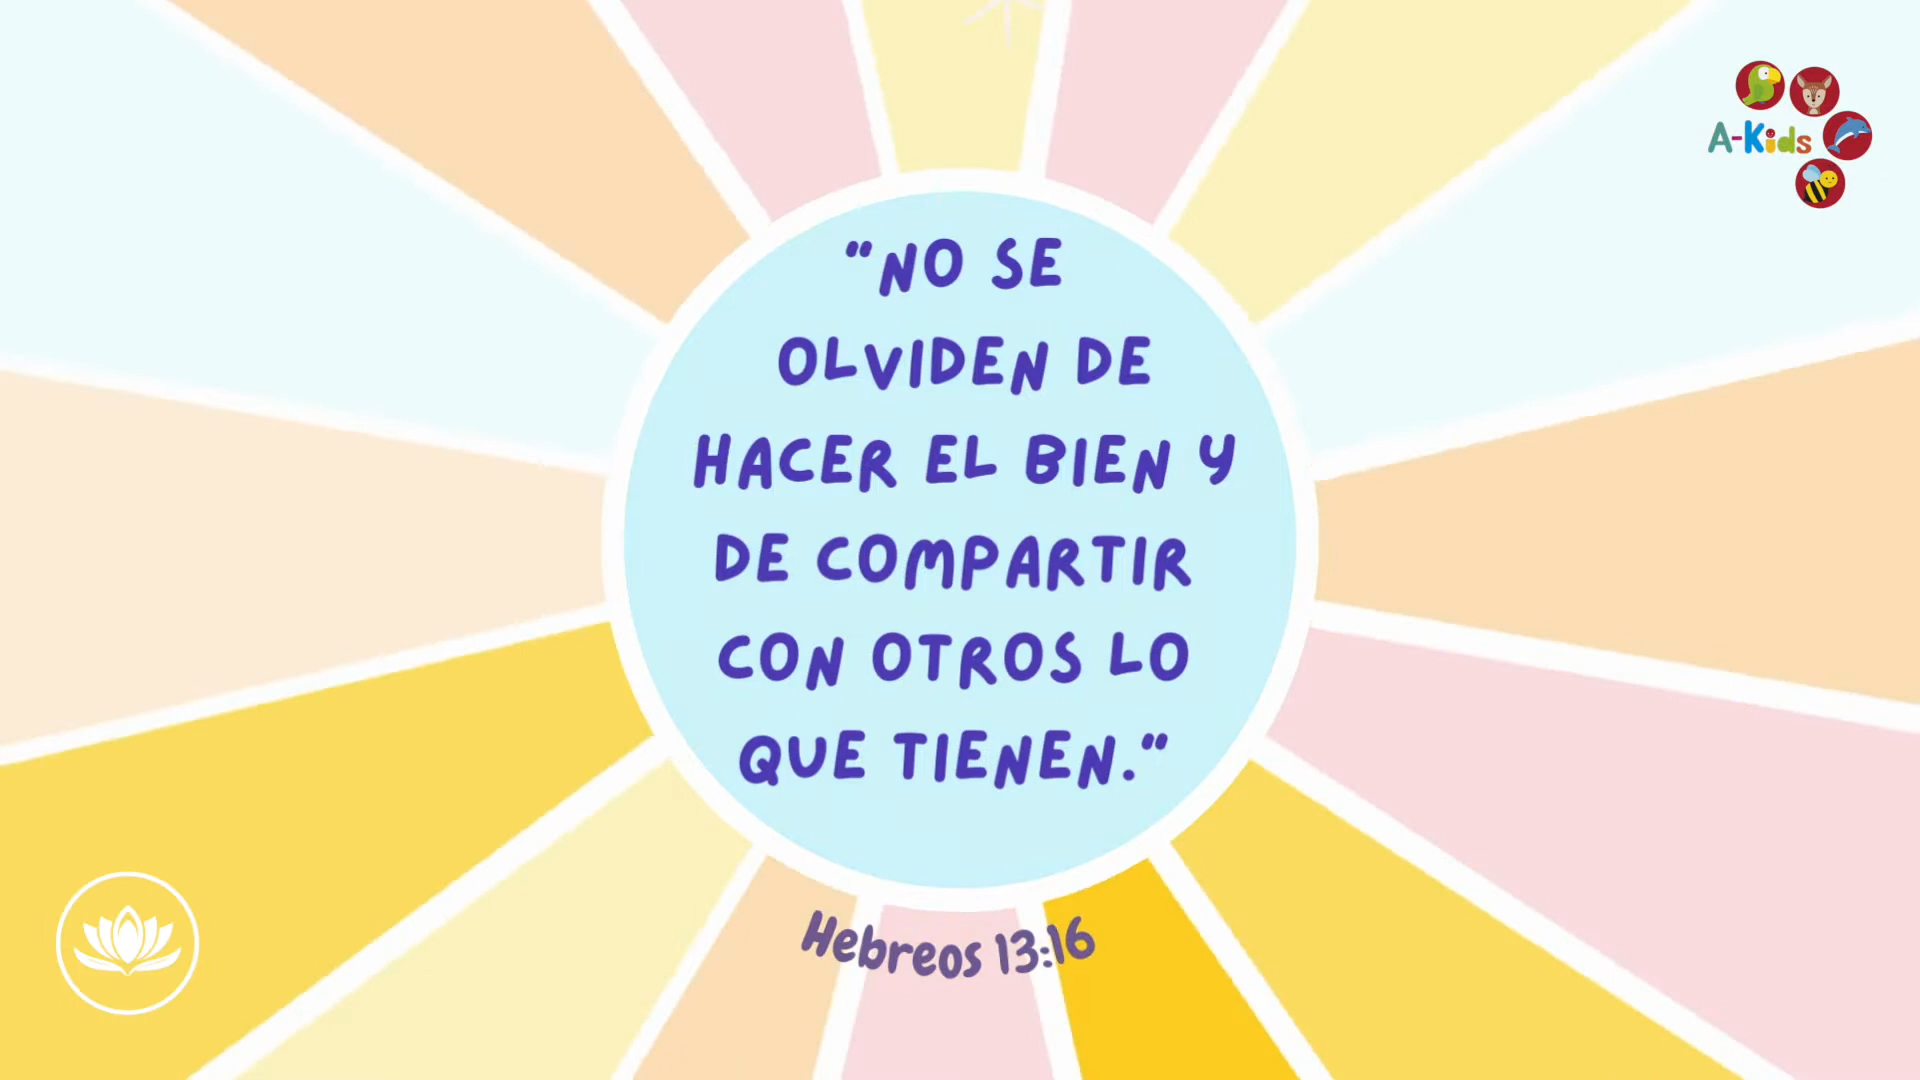 A-Kids
"NO SE
OLVIDEN DE
HACER EL BIEN Y
DE COMPARTIR
CON OTROS LO
QUE TIENEN."
Hebreos 13:16